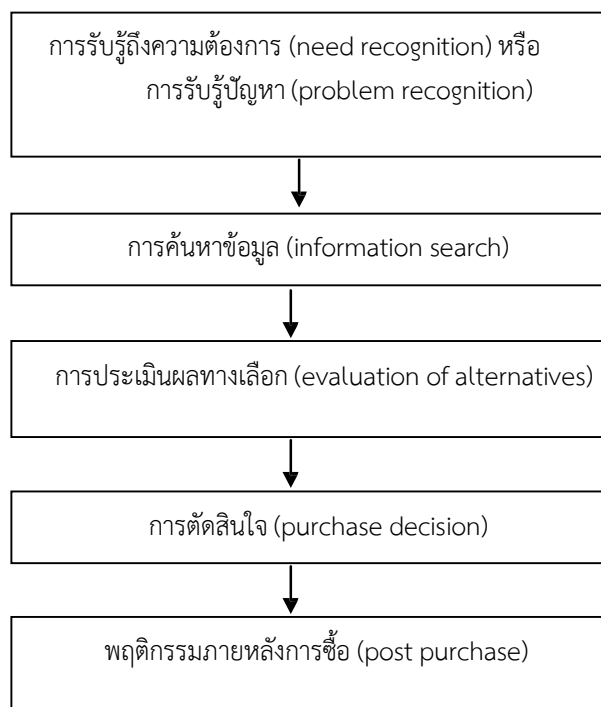 การรับรู้ถึงความต้องการ (need recognition) หรือ
การรับรู้ปัญหา (problem recognition)
การค้นหาข้อมูล (information search)
การประเมินผลทางเลือก (evaluation of alternatives)
การตัดสินใจ (purchase decision)
พฤติกรรมภายหลังการซื้อ (post purchase)